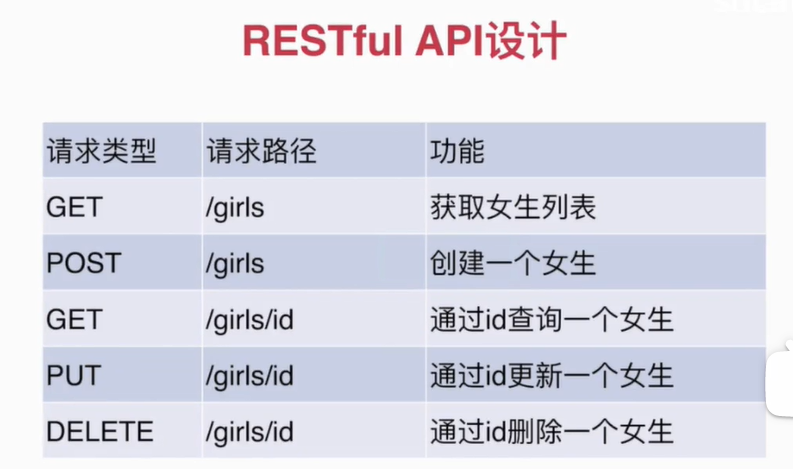 RESTful API设计
请求类型 请求路径 功能
GET /girls 获取女生列表
POST /girls 创建一个女生
GET /girls/id 通过id查询一个女生
PUT /girls/id 通过id更新一个女生
DELETE /girls/id 通过id删除一个女生